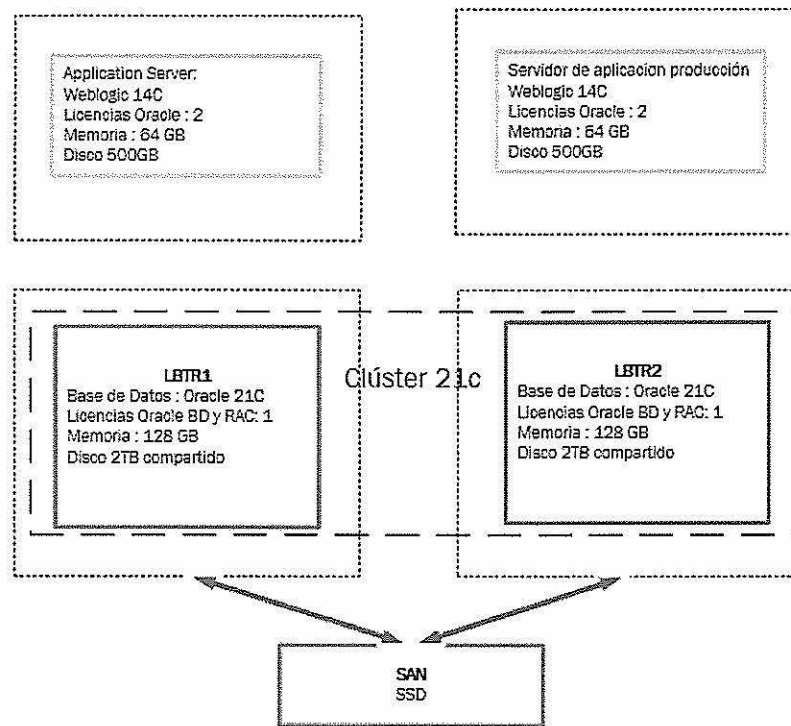 Application Server:
Weblogic 14C
Licencias Oracle : 2
Memoria : 64 GB
Disco 500GB
Servidor de aplicacion producción
Weblogic 14C
Licencias Oracle : 2
Memoria : 64 GB
Disco 500GB
LBTR1
Base de Datos : Oracle 21C
Licencias Oracle BD y RAC: 1
Memoria : 128 GB
Disco 2TB compartido
Clúster 21c
LBTR2
Base de Datos : Oracle 21C
Licencias Oracle BD y RAC: 1
Memoria : 128 GB
Disco 2TB compartido
SAN
SSD